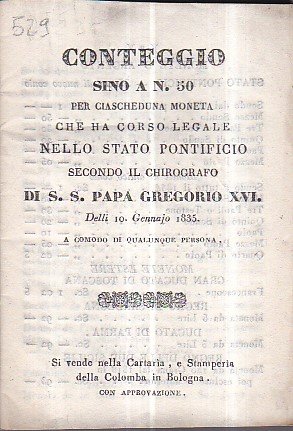 529
CONTEGGIO
SINO A N. 50
PER CIASCHEDUNA MONETA
CHE HA CORSO LEGALE
NELLO STATO PONTIFICIO
SECONDO IL CHIROGRAFO
DI S. S. PAPA GREGORIO XVI.
Delli 10. Gennajo 1835.
A COMODO DI QUALUNQUE PERSONA.
Si vende nella Cartaria, e Stamperia
della Colomba in Bologna.
CON APPROVAZIONE.